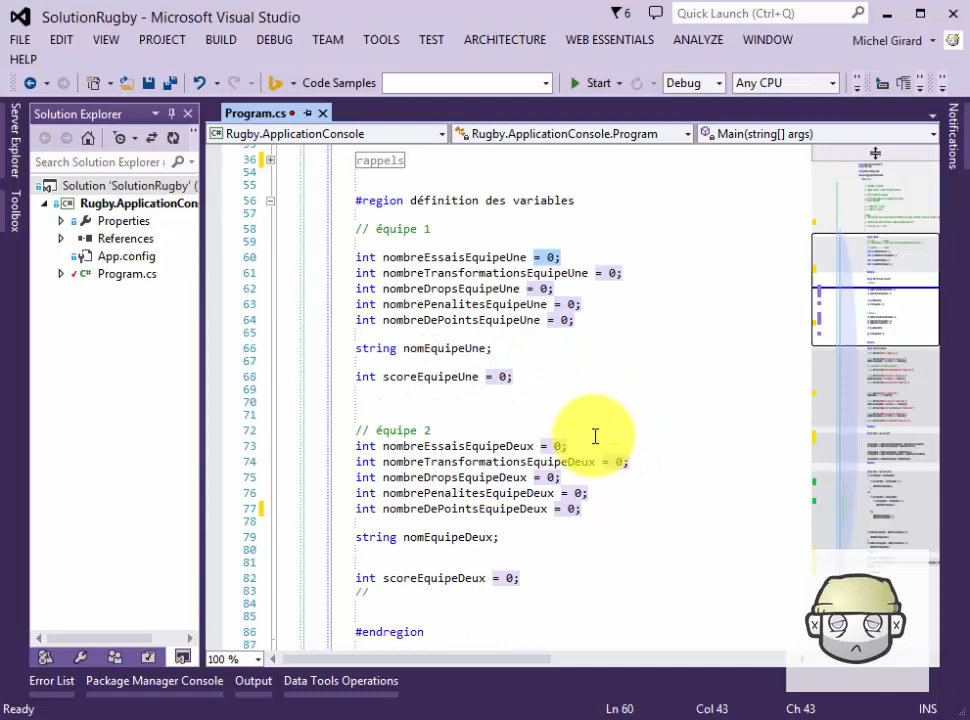 SolutionRugby - Microsoft Visual Studio
6
Quick Launch (Ctrl+Q)
FILE EDIT VIEW PROJECT BUILD DEBUG TEAM TOOLS TEST ARCHITECTURE WEB ESSENTIALS ANALYZE WINDOW Michel Girard
HELP
Code Samples Start Debug Any CPU
Server Explorer
Toolbox
Notifications
Solution Explorer
Search Solution Explorer
Solution 'SolutionRugby' (
Rugby.ApplicationCon
Properties
References
App.config
Program.cs
Program.cs
Rugby.ApplicationConsole Rugby.ApplicationConsole.Program Main(string[] args)
36 rappels
54
55
56 #region définition des variables
57
58 // équipe 1
59
60 int nombreEssaisEquipeUne = 0;
61 int nombreTransformationsEquipeUne = 0;
62 int nombreDropsEquipeUne = 0;
63 int nombrePenalitesEquipeUne = 0;
64 int nombreDePointsEquipeUne = 0;
65
66 string nomEquipeUne;
67
68 int scoreEquipeUne = 0;
69
70
71
72 // équipe 2
73 int nombreEssaisEquipeDeux = 0;
74 int nombreTransformationsEquipeDeux = 0;
75 int nombreDropsEquipeDeux = 0;
76 int nombrePenalitesEquipeDeux = 0;
77 int nombreDePointsEquipeDeux = 0;
78
79 string nomEquipeDeux;
80
81
82 int scoreEquipeDeux = 0;
83 //
84
85
86 #endregion
87
100 %
Error List Package Manager Console Output Data Tools Operations
Ready Ln 60 Col 43 Ch 43 INS